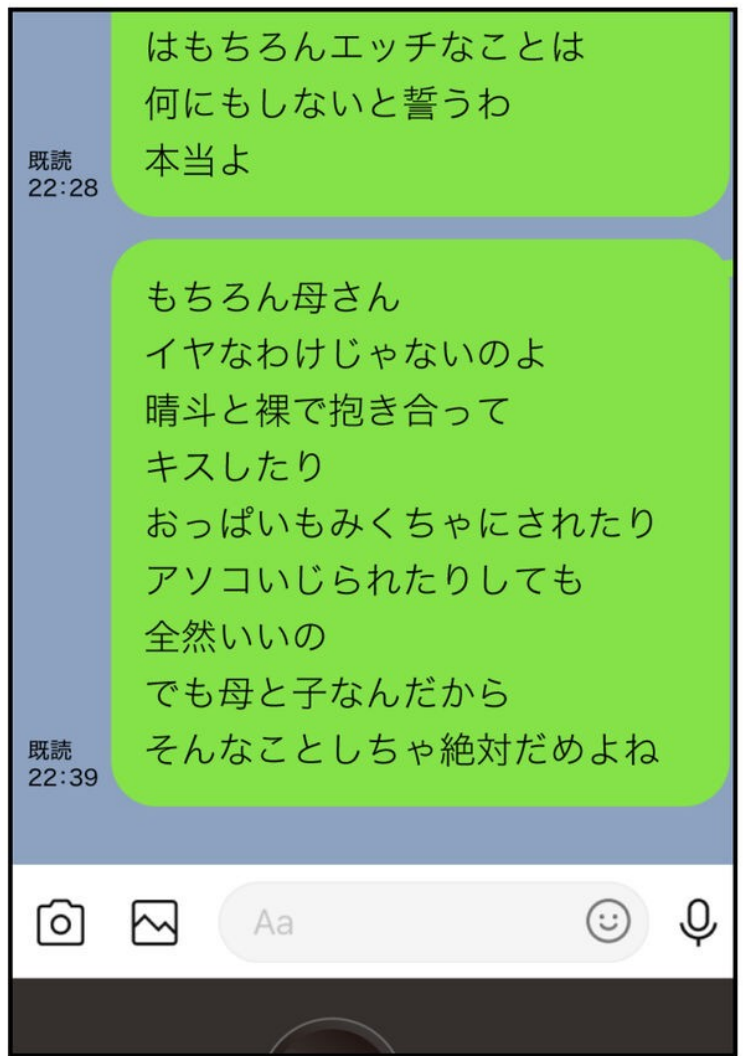 はもちろんエッチなことは
何にもしないと誓うわ
本当よ
既読
22:28
もちろん母さん
イヤなわけじゃないのよ
晴斗と裸で抱き合って
キスしたり
おっぱいもみくちゃにされたり
アソコいじられたりしても
全然いいの
でも母と子なんだから
そんなことしちゃ絶対だめよね
既読
22:39
Aa